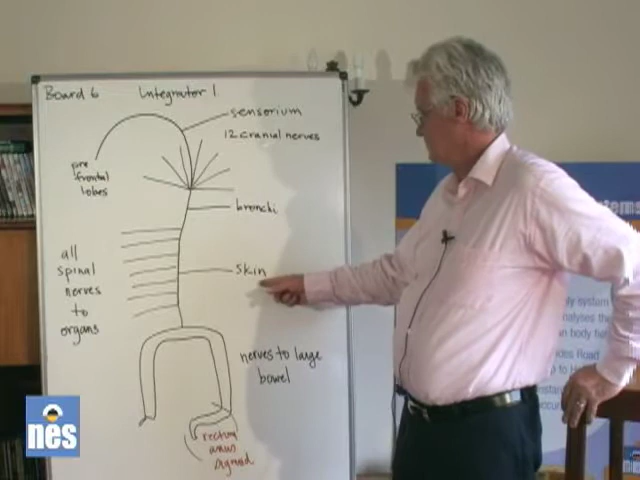 Board 6 Integrator 1
sensorium
12 cranial nerves
pre
frontal
lobes
bronchi
all
spinal
nerves
to
organs
skin
nerves to large
bowel
rectum
anus
sigmoid
nes